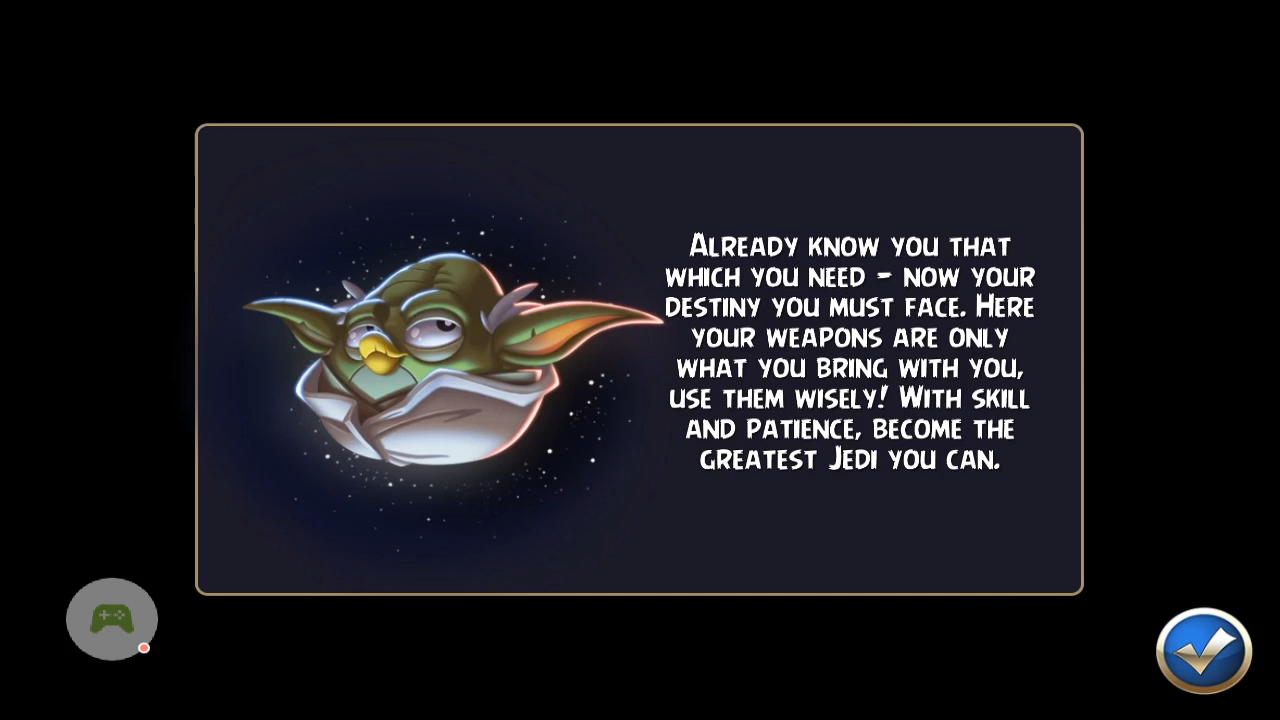 Already know you that
which you need - now your
destiny you must face. Here
your weapons are only
what you bring with you,
use them wisely! With skill
and patience, become the
greatest Jedi you can.